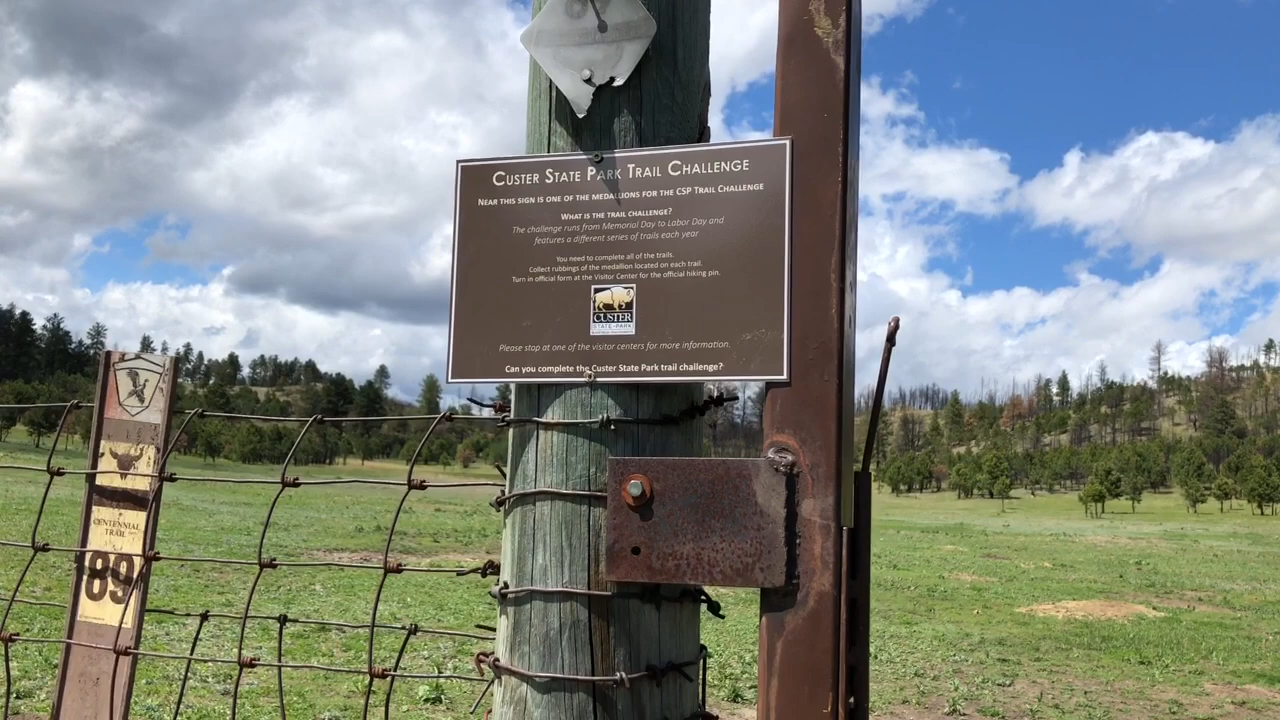 CUSTER STATE PARK TRAIL CHALLENGE
NEAR THIS SIGN IS ONE OF THE MEDALLIONS FOR THE CSP TRAIL CHALLENGE
WHAT IS THE TRAIL CHALLENGE?
The challenge runs from Memorial Day to Labor Day and
features a different series of trails each year
You need to complete all of the trails.
Collect rubbings of the medallion located on each trail.
Turn in official form at the Visitor Center for the official hiking pin.
CUSTER
STATE PARK
Please stop at one of the visitor centers for more information.
Can you complete the Custer State Park trail challenge?
CENTENNIAL
TRAIL
89